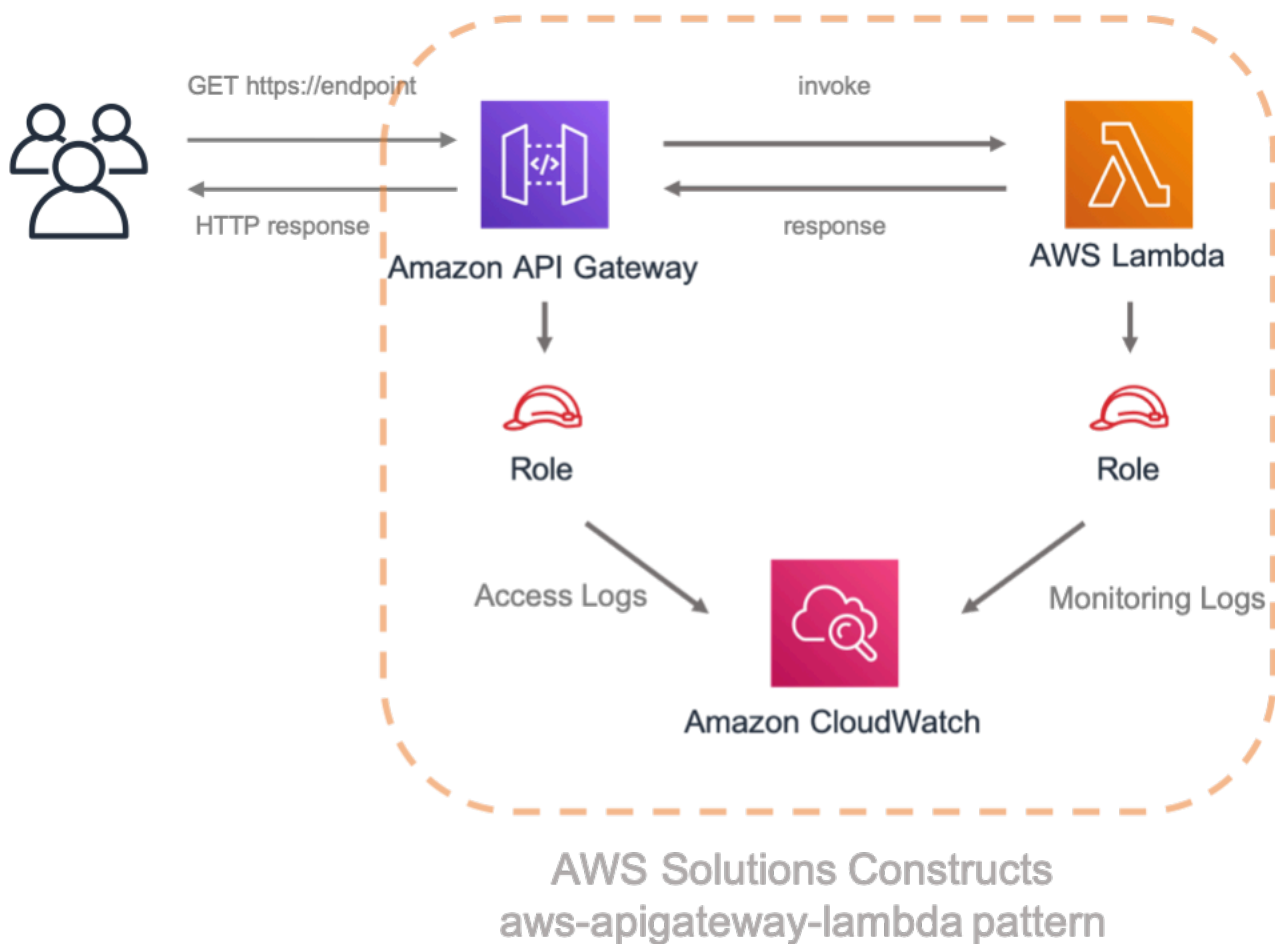 GET https://endpoint
invoke
</>
HTTP response
response
Amazon API Gateway
AWS Lambda
Role
Role
Access Logs
Monitoring Logs
Amazon CloudWatch
AWS Solutions Constructs
aws-apigateway-lambda pattern